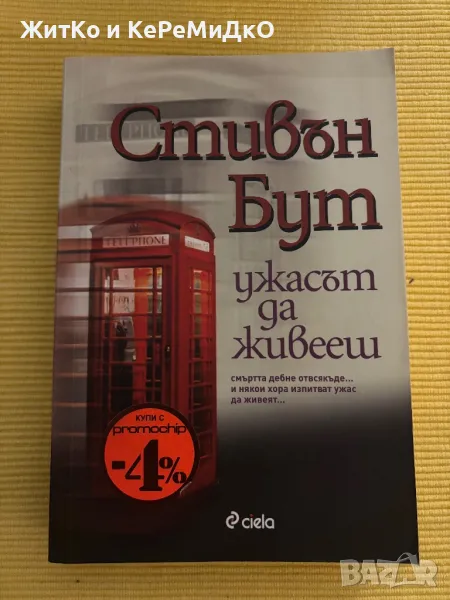 ЖитКо и КеРеМиДкО
Стивън
Бут
TELEPHONE
ужасът
да
живееш
смъртта дебне отвсякъде...
и някои хора изпитват ужас
да живеят...
КУПИ С
promochip
-4%
ciela
BAZAR